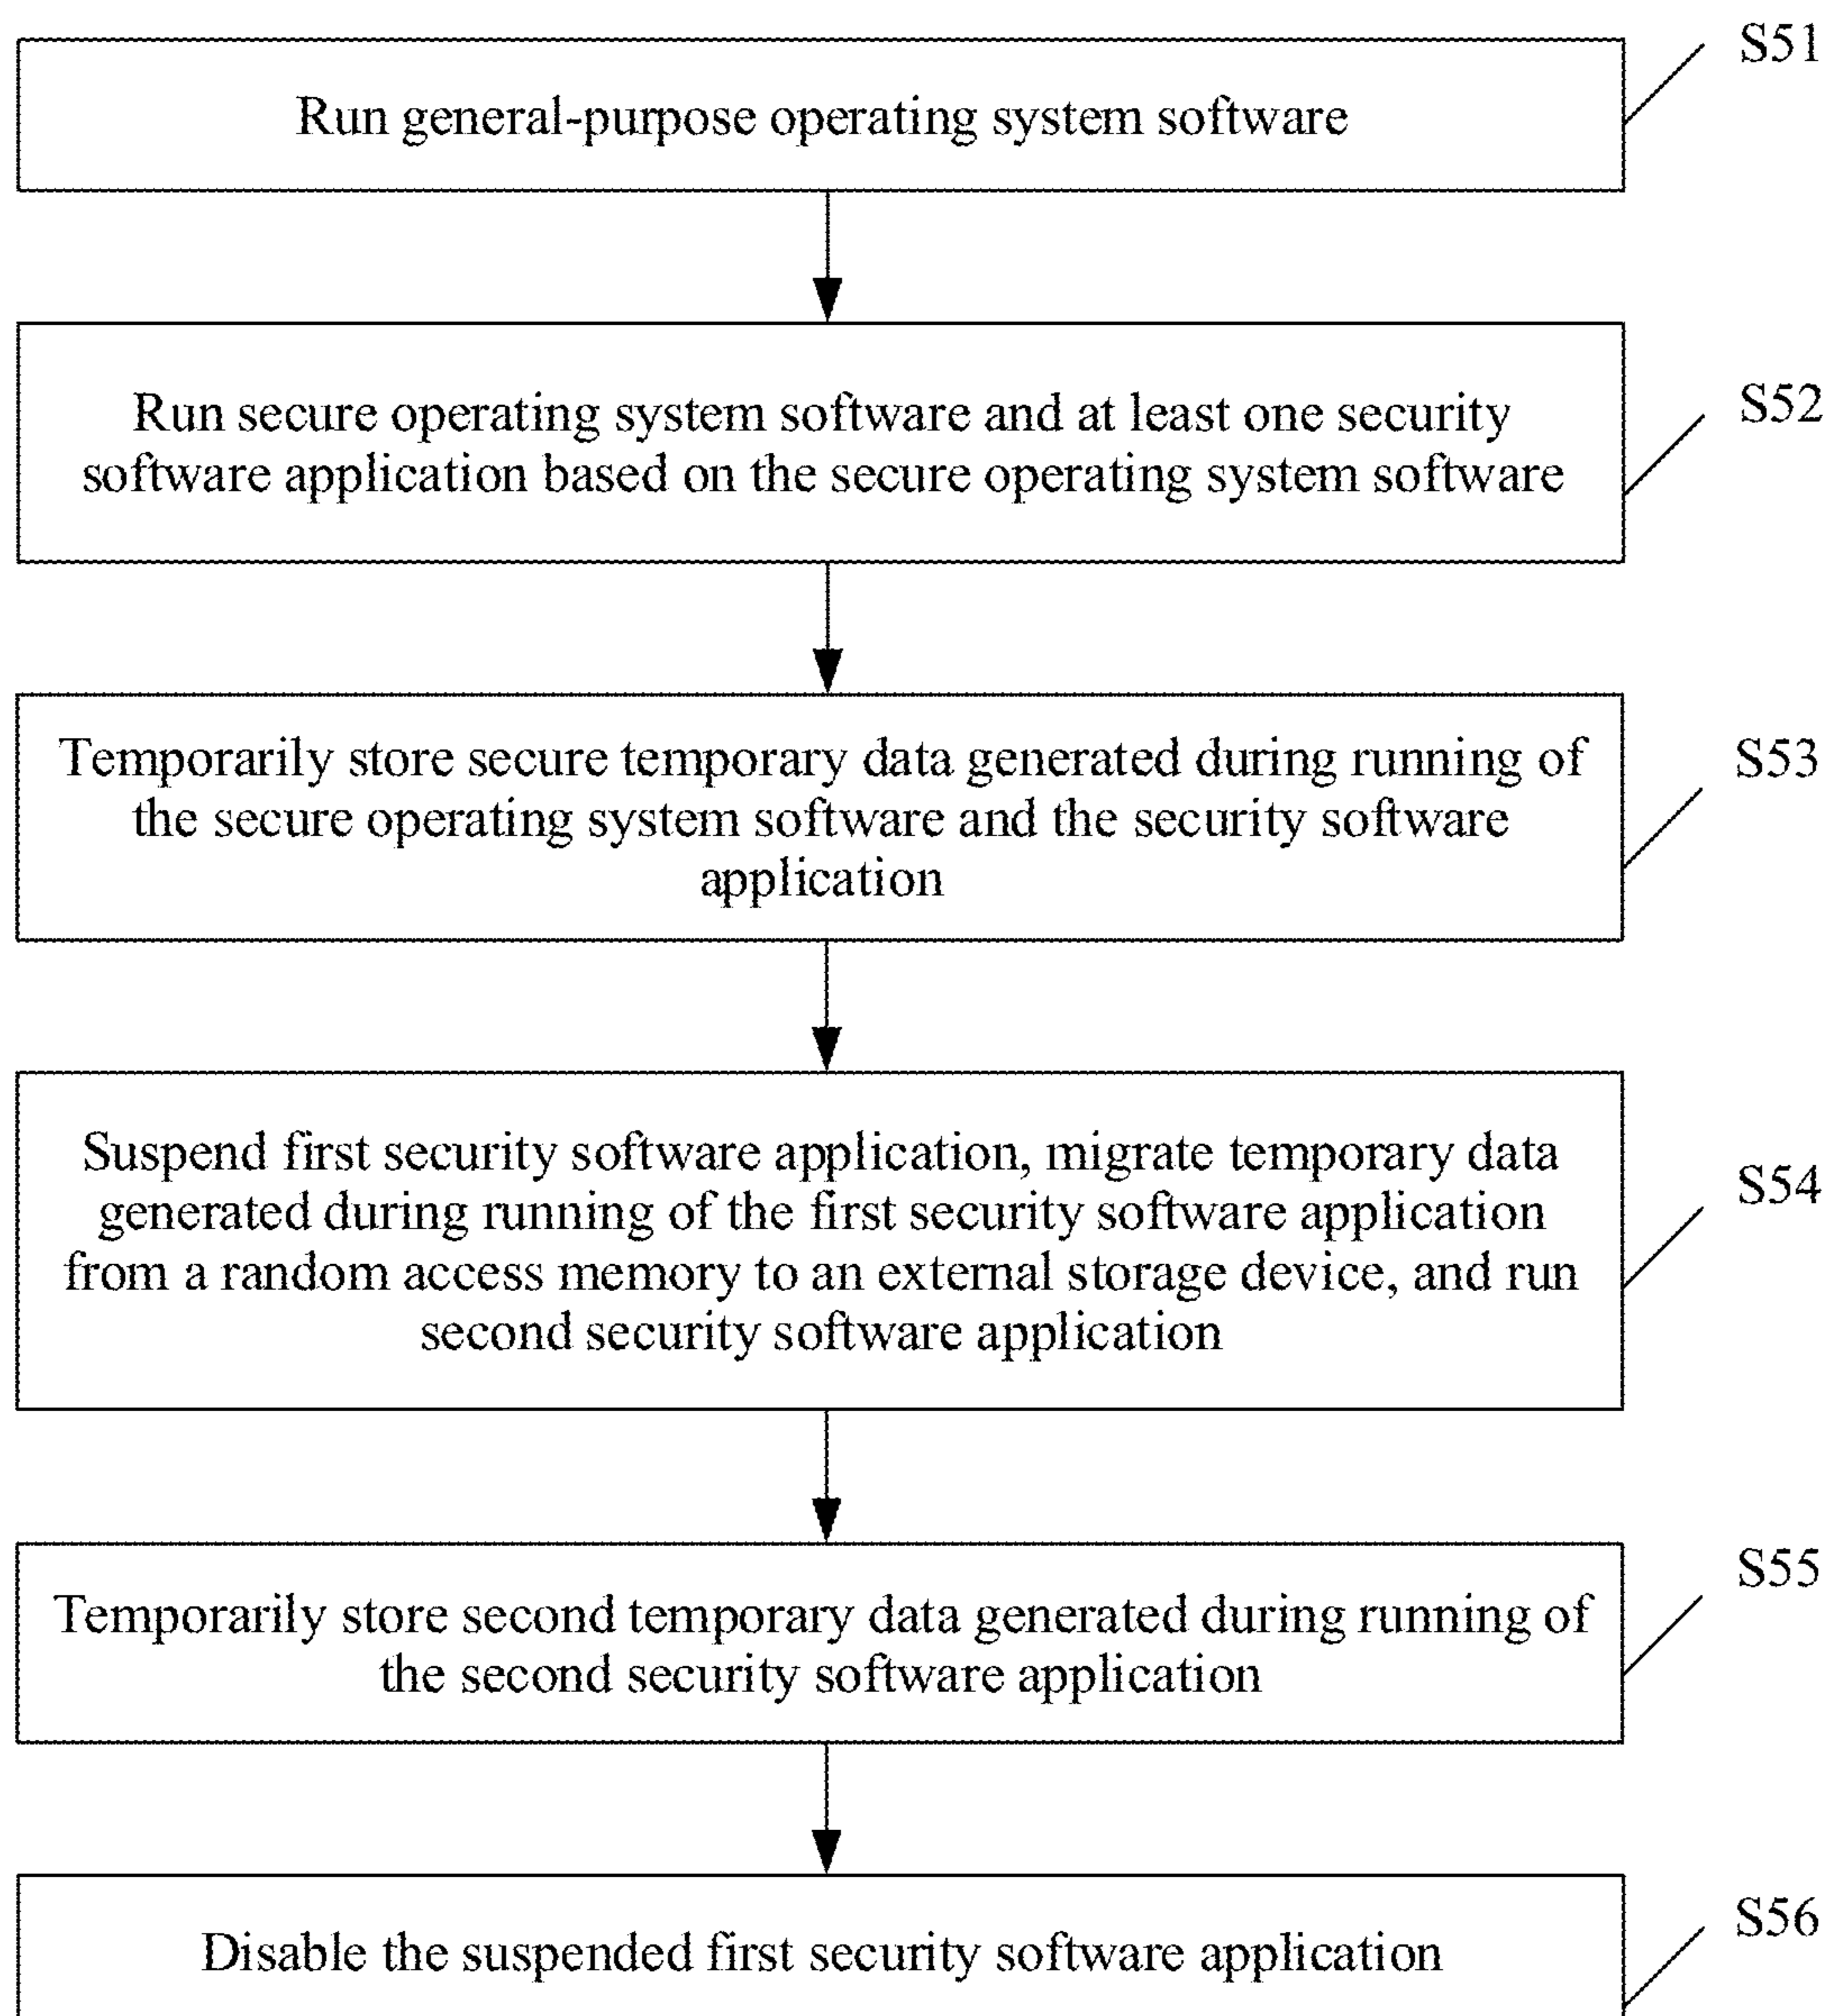 S51
Run general-purpose operating system software
S52
Run secure operating system software and at least one security
software application based on the secure operating system software
S53
Temporarily store secure temporary data generated during running of
the secure operating system software and the security software
application
S54
Suspend first security software application, migrate temporary data
generated during running of the first security software application
from a random access memory to an external storage device, and run
second security software application
S55
Temporarily store second temporary data generated during running of
the second security software application
S56
Disable the suspended first security software application